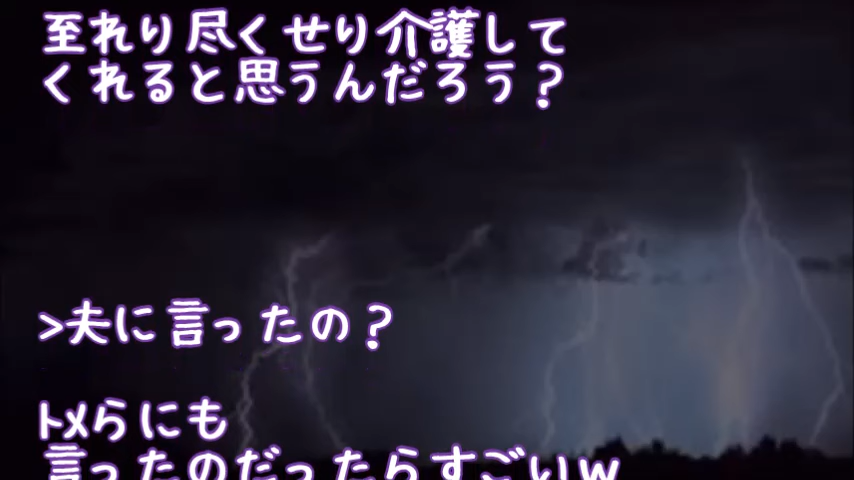 至れり尽くせり介護して
くれると思うんだろう？
>夫に言ったの？
トメらにも
言ったのだったらすごいw